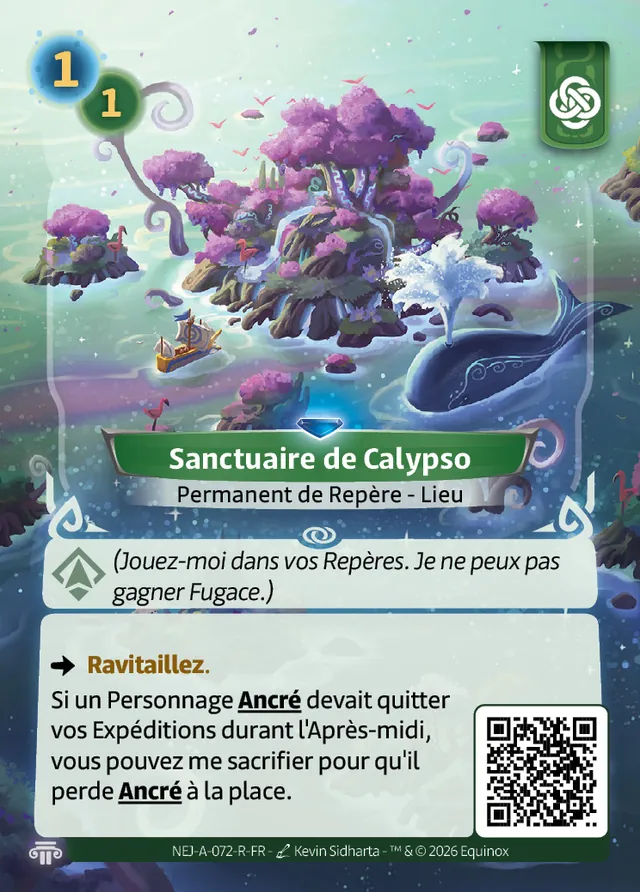 1
1
Sanctuaire de Calypso
Permanent de Repère - Lieu
(Jouez-moi dans vos Repères. Je ne peux pas
gagner Fugace.)
Ravitaillez.
Si un Personnage Ancré devait quitter
vos Expéditions durant l'Après-midi,
vous pouvez me sacrifier pour qu'il
perde Ancré à la place.
NEJ-A-072-R-FR - Kevin Sidharta - ™ & © 2026 Equinox